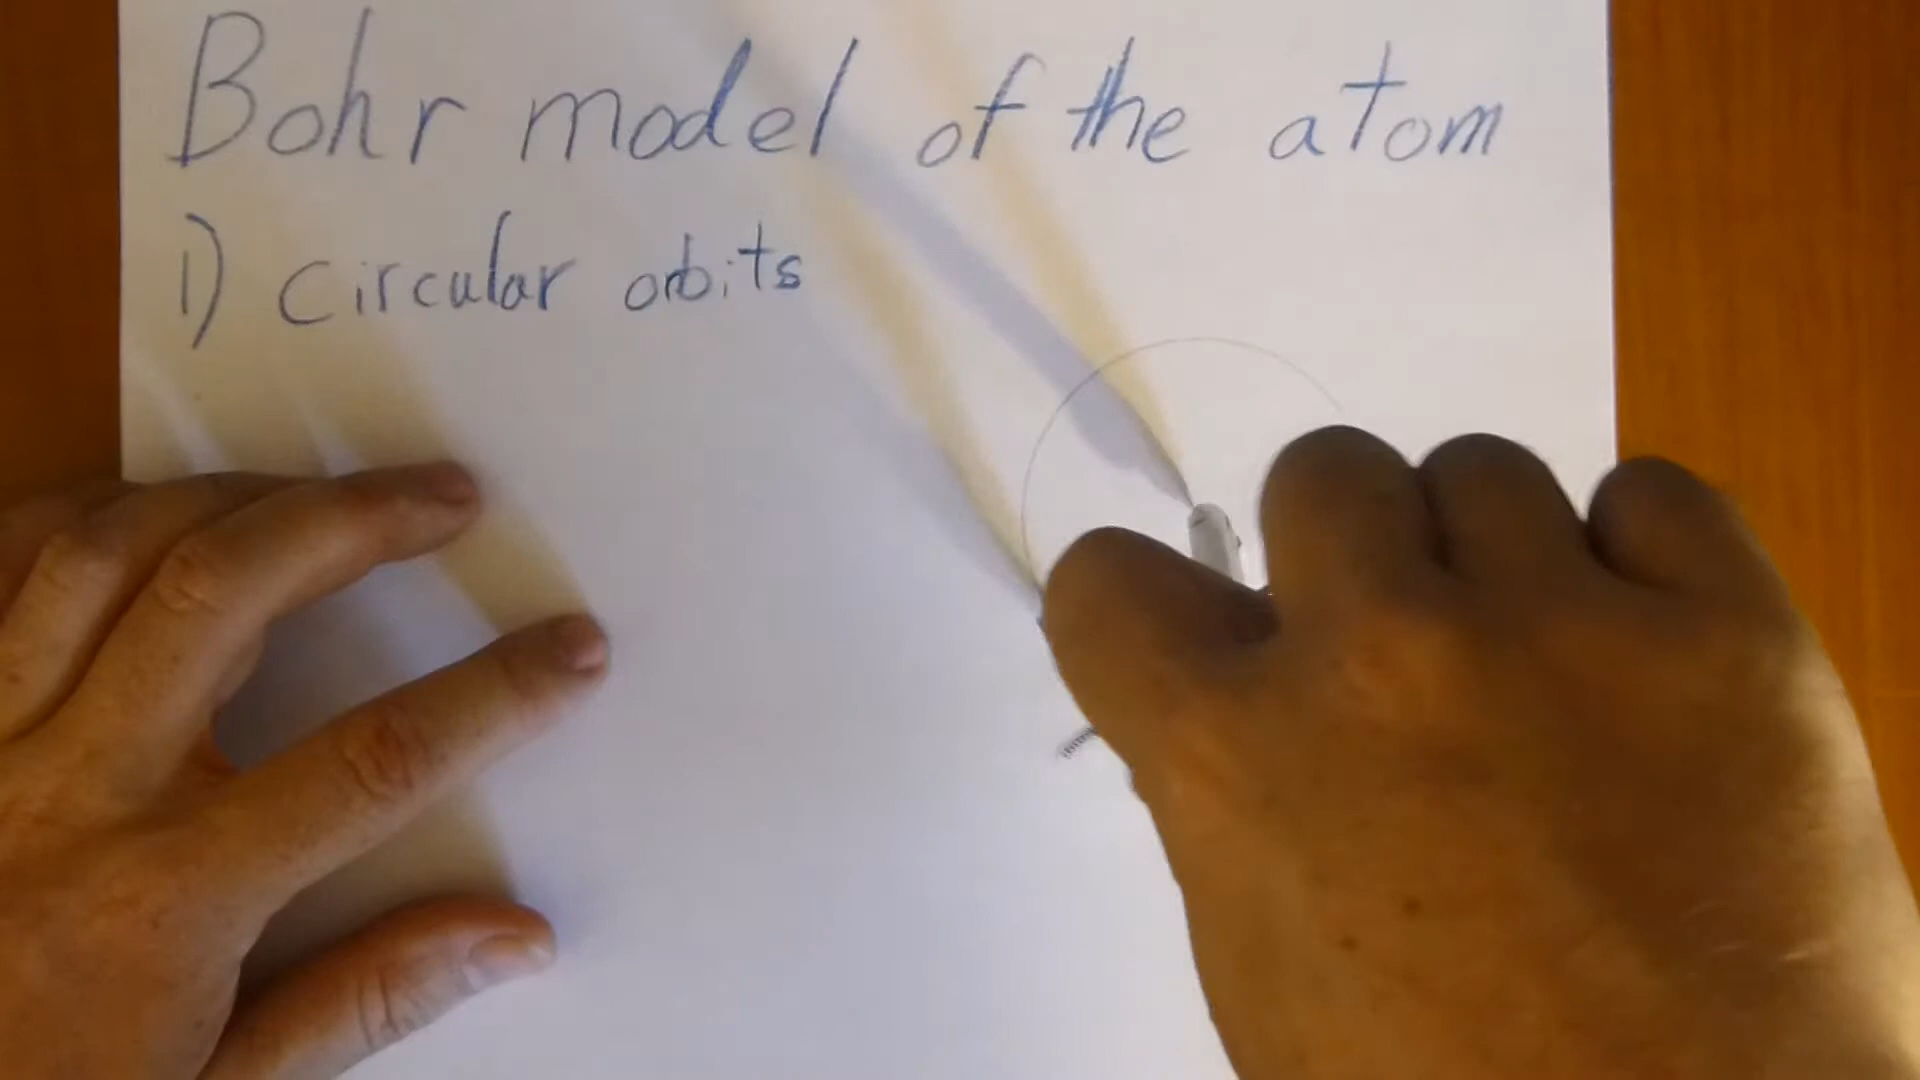 Bohr model of the atom
1) Circular orbits